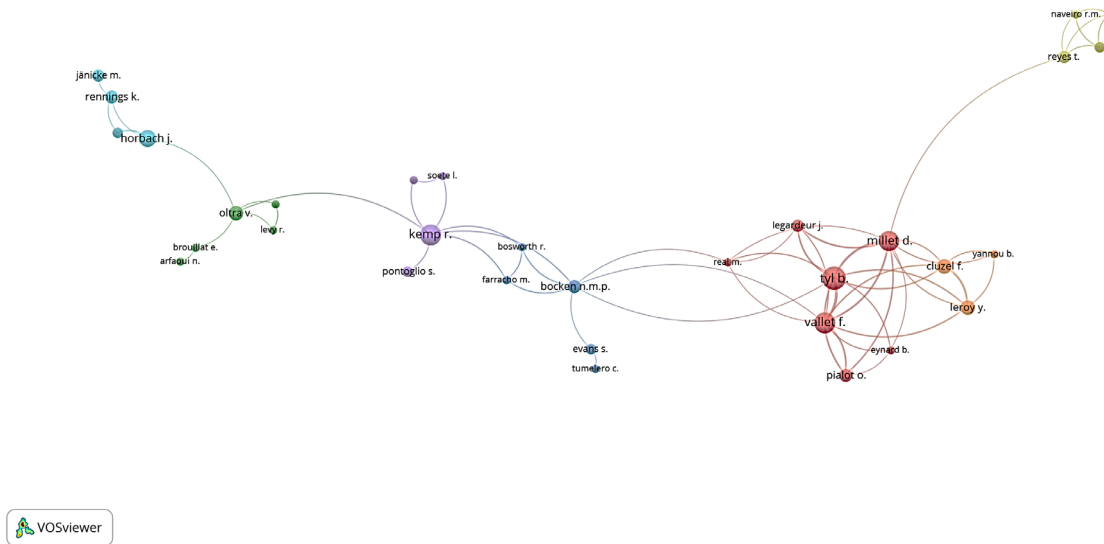 naveiro r.m.
reyes t.
jänicke m.
rennings k.
horbach j.
soete l.
oltra v.
levy r.
kemp r.
brouillat e.
arfaoui n.
pontoglio s.
bosworth r.
farracho m.
bocken n.m.p.
evans s.
tumelero c.
legardeur j.
millet d.
real m.
cluzel f.
yannou b.
tyl b.
leroy y.
vallet f.
eynard b.
pialot o.
VOSviewer